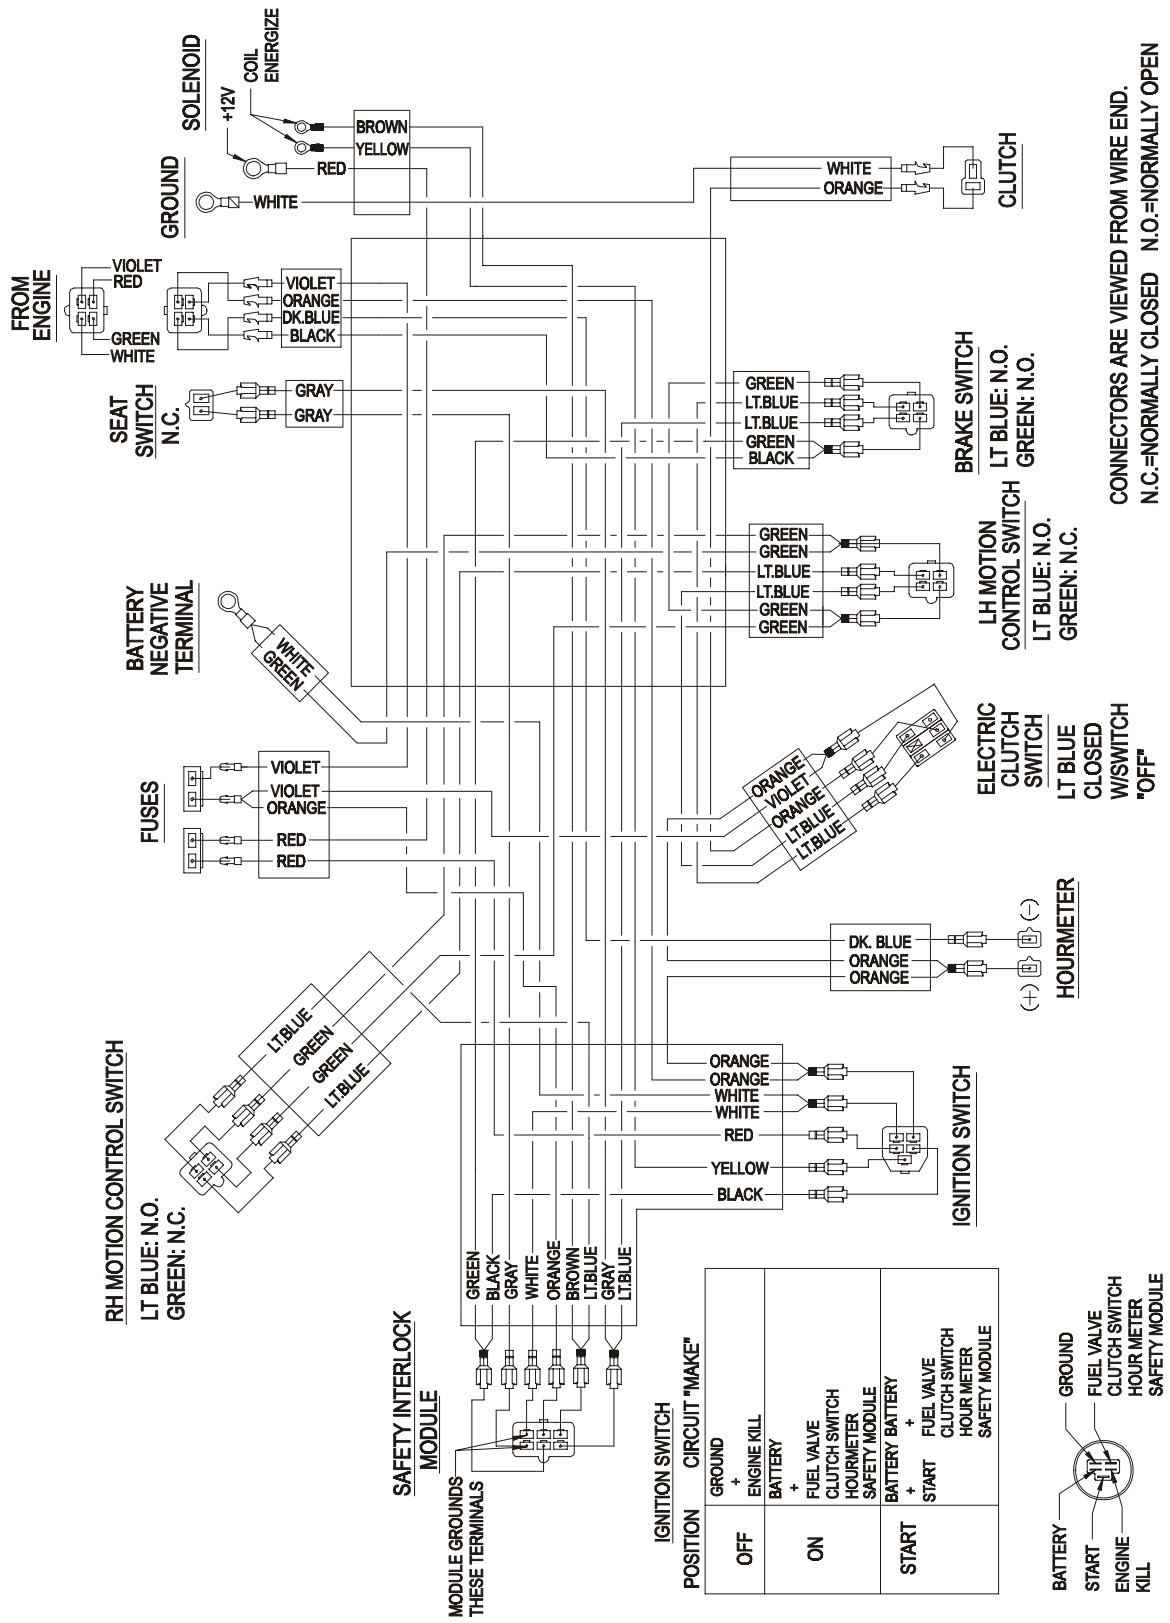 SOLENOID
+12V
COIL
ENERGIZE
BROWN
YELLOW
RED
GROUND
WHITE
WHITE
ORANGE
CLUTCH
FROM
ENGINE
VIOLET
RED
GREEN
WHITE
VIOLET
ORANGE
DK.BLUE
BLACK
SEAT
SWITCH
N.C.
GRAY
GRAY
GREEN
LT.BLUE
LT.BLUE
GREEN
BLACK
BRAKE SWITCH
LT BLUE: N.O.
GREEN: N.O.
CONNECTORS ARE VIEWED FROM WIRE END.
N.C.=NORMALLY CLOSED N.O.=NORMALLY OPEN
GREEN
GREEN
LT.BLUE
LT.BLUE
GREEN
GREEN
LH MOTION
CONTROL SWITCH
LT BLUE: N.O.
GREEN: N.C.
BATTERY
NEGATIVE
TERMINAL
WHITE
GREEN
FUSES
VIOLET
VIOLET
ORANGE
RED
RED
ORANGE
VIOLET
ORANGE
LT.BLUE
LT.BLUE
ELECTRIC
CLUTCH
SWITCH
LT BLUE
CLOSED
W/SWITCH
"OFF"
DK. BLUE
ORANGE
ORANGE
(-)
(+)
HOURMETER
RH MOTION CONTROL SWITCH
LT BLUE: N.O.
GREEN: N.C.
LT.BLUE
GREEN
GREEN
LT.BLUE
ORANGE
ORANGE
WHITE
WHITE
RED
YELLOW
BLACK
IGNITION SWITCH
GREEN
BLACK
GRAY
WHITE
ORANGE
BROWN
LT.BLUE
GRAY
LT.BLUE
SAFETY INTERLOCK
MODULE
MODULE GROUNDS
THESE TERMINALS
IGNITION SWITCH
POSITION CIRCUIT "MAKE"
OFF
GROUND
+
ENGINE KILL
ON
BATTERY
+
FUEL VALVE
CLUTCH SWITCH
HOURMETER
SAFETY MODULE
START
BATTERY BATTERY
+ +
START FUEL VALVE
CLUTCH SWITCH
HOUR METER
SAFETY MODULE
BATTERY
START
ENGINE
KILL
GROUND
FUEL VALVE
CLUTCH SWITCH
HOUR METER
SAFETY MODULE